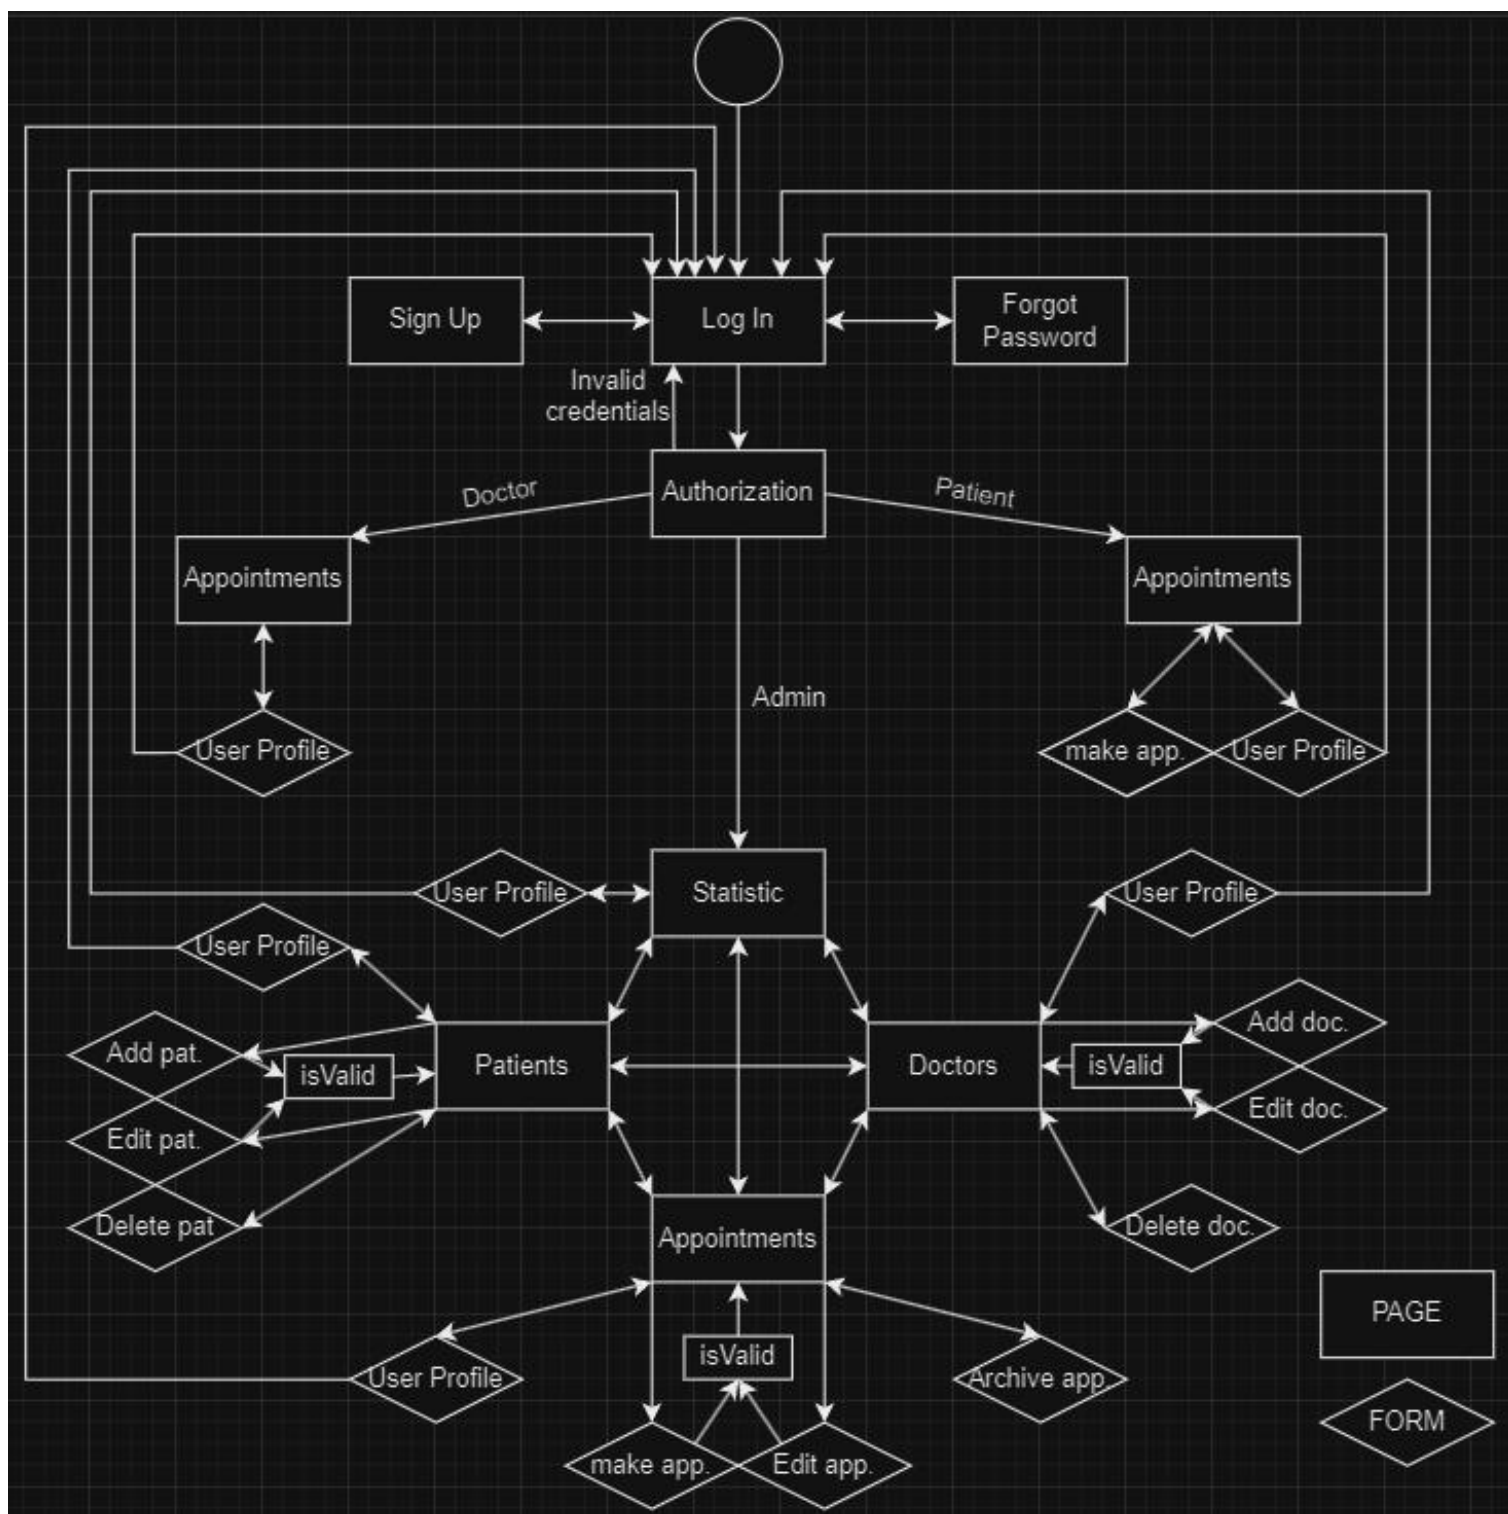 Sign Up
Log In
Forgot
Password
Invalid
credentials
Authorization
Doctor
Patient
Appointments
Appointments
Admin
User Profile
make app.
User Profile
User Profile
Statistic
User Profile
User Profile
Add pat.
isValid
Patients
Doctors
isValid
Add doc.
Edit pat.
Edit doc.
Delete pat
Appointments
Delete doc.
PAGE
User Profile
isValid
Archive app
FORM
make app.
Edit app.